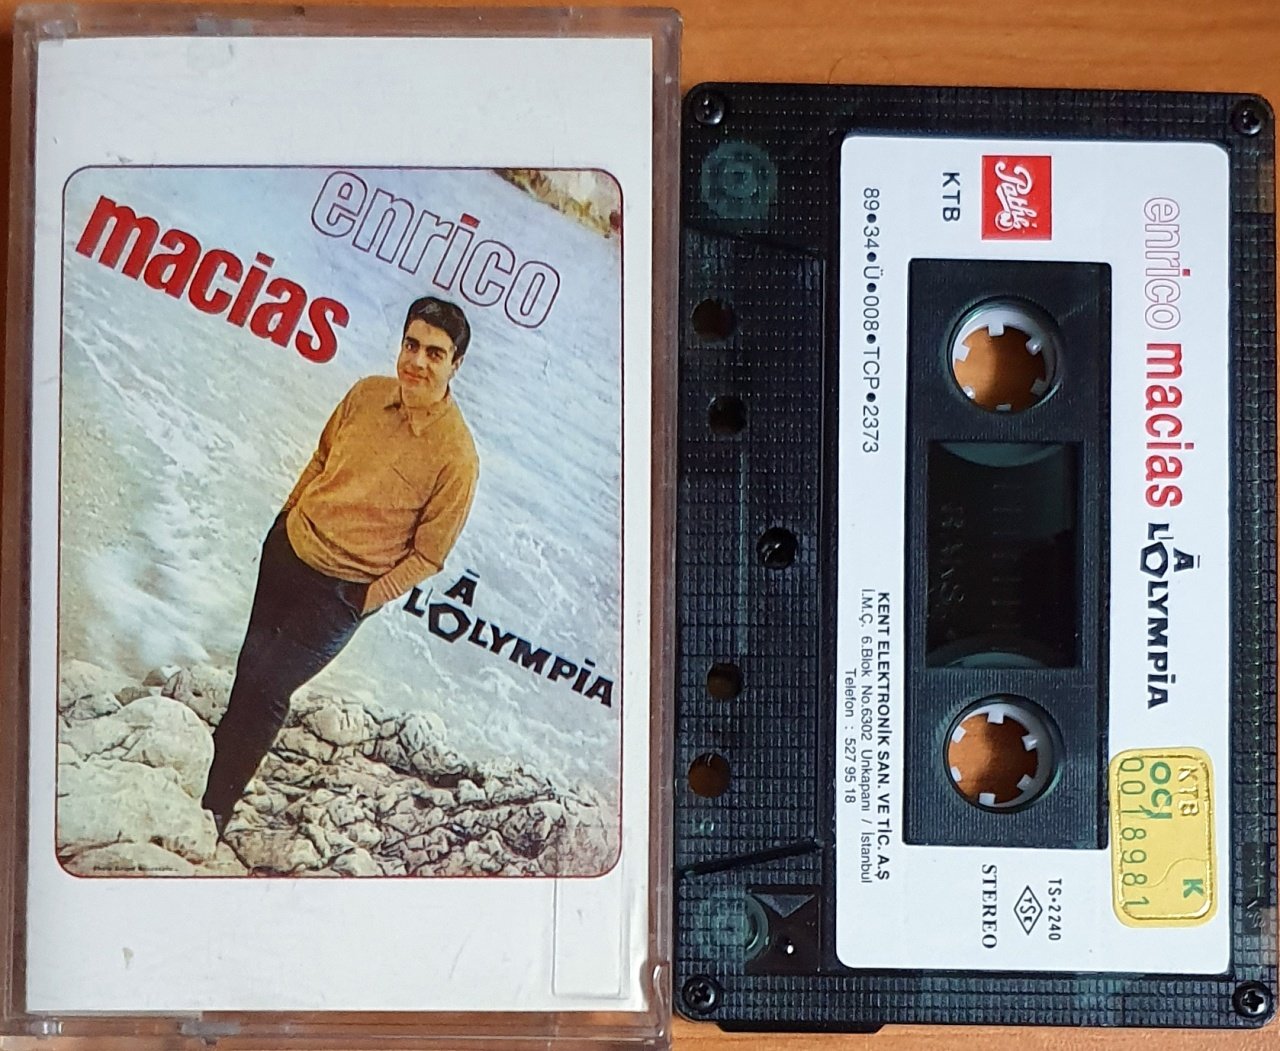 enrico
macias
À
L'OLYMPIA
enrico macias À L'OLYMPIA
Pathé
KTB
89•34•Ü•008•TCP•2373
KENT ELEKTRONİK SAN. VE TİC. A.Ş
İ.M.Ç. 6.Blok No.6302 Unkapanı / İstanbul
Telefon : 527 95 18
TS•2240
TSE
STEREO
KTB K
0018981